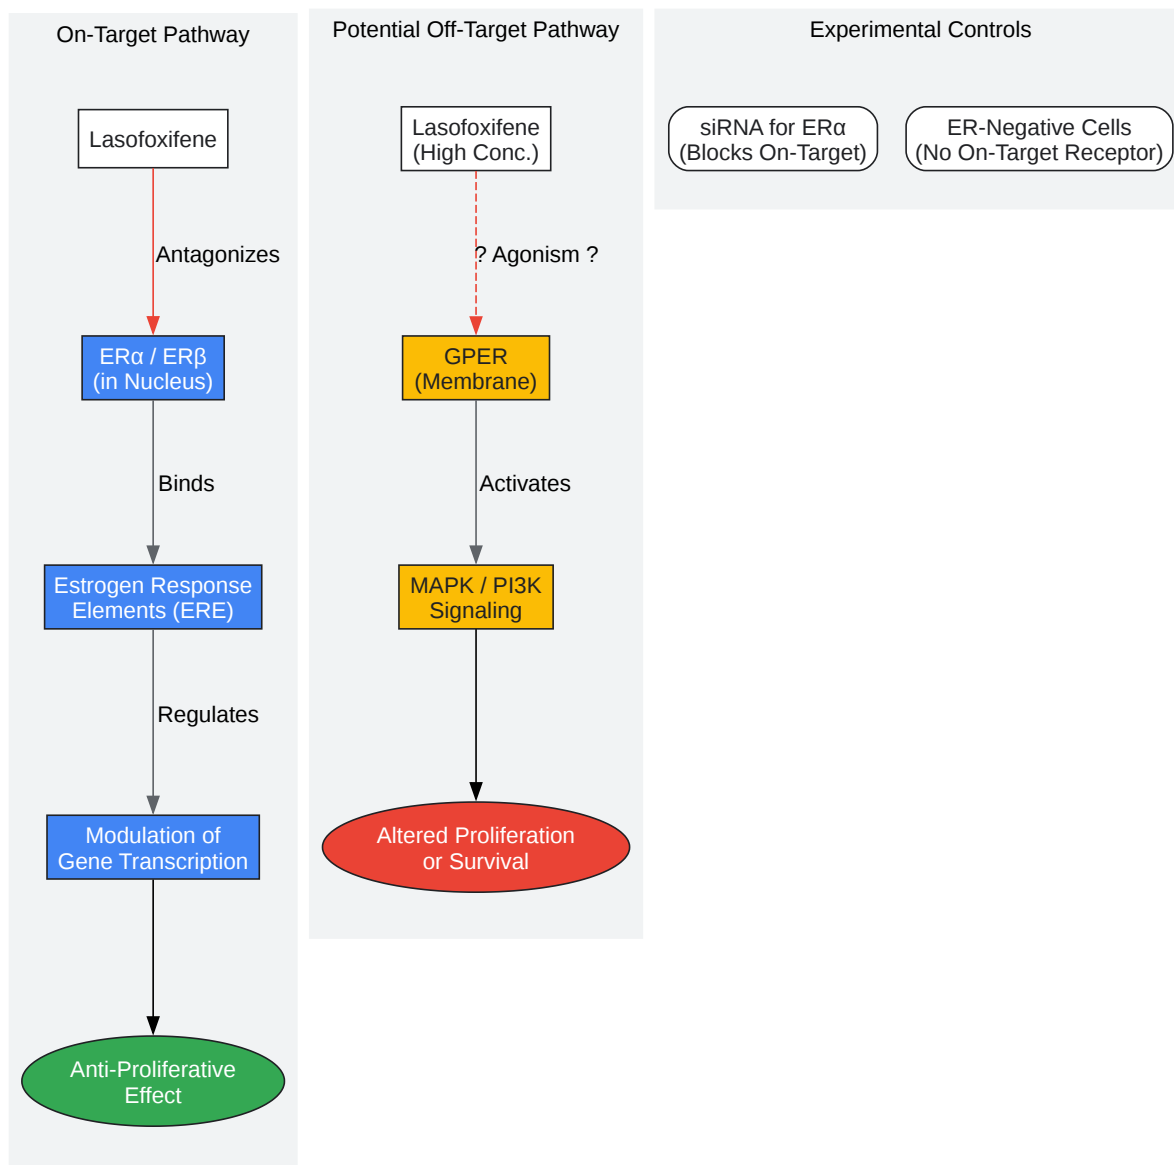 On-Target Pathway
Lasofoxifene
Antagonizes
ERα / ERβ
(in Nucleus)
Binds
Estrogen Response
Elements (ERE)
Regulates
Modulation of
Gene Transcription
Anti-Proliferative
Effect
Potential Off-Target Pathway
Lasofoxifene
(High Conc.)
? Agonism ?
GPER
(Membrane)
Activates
MAPK / PI3K
Signaling
Altered Proliferation
or Survival
Experimental Controls
siRNA for ERα
(Blocks On-Target)
ER-Negative Cells
(No On-Target Receptor)